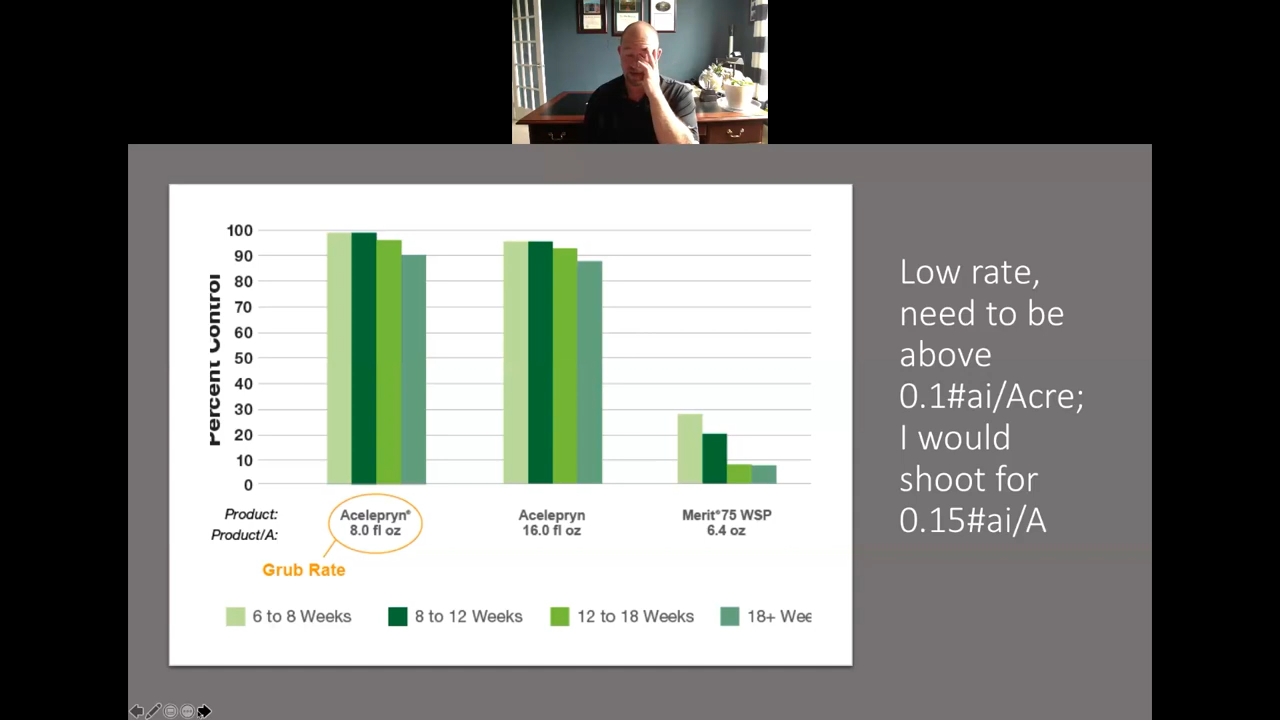 100
90
80
70
60
50
40
30
20
10
0
Percent Control
Product:
Product/A:
Acelepryn®
8.0 fl oz
Acelepryn
16.0 fl oz
Merit®75 WSP
6.4 oz
Grub Rate
6 to 8 Weeks
8 to 12 Weeks
12 to 18 Weeks
18+ Wee
Low rate,
need to be
above
0.1#ai/Acre;
I would
shoot for
0.15#ai/A